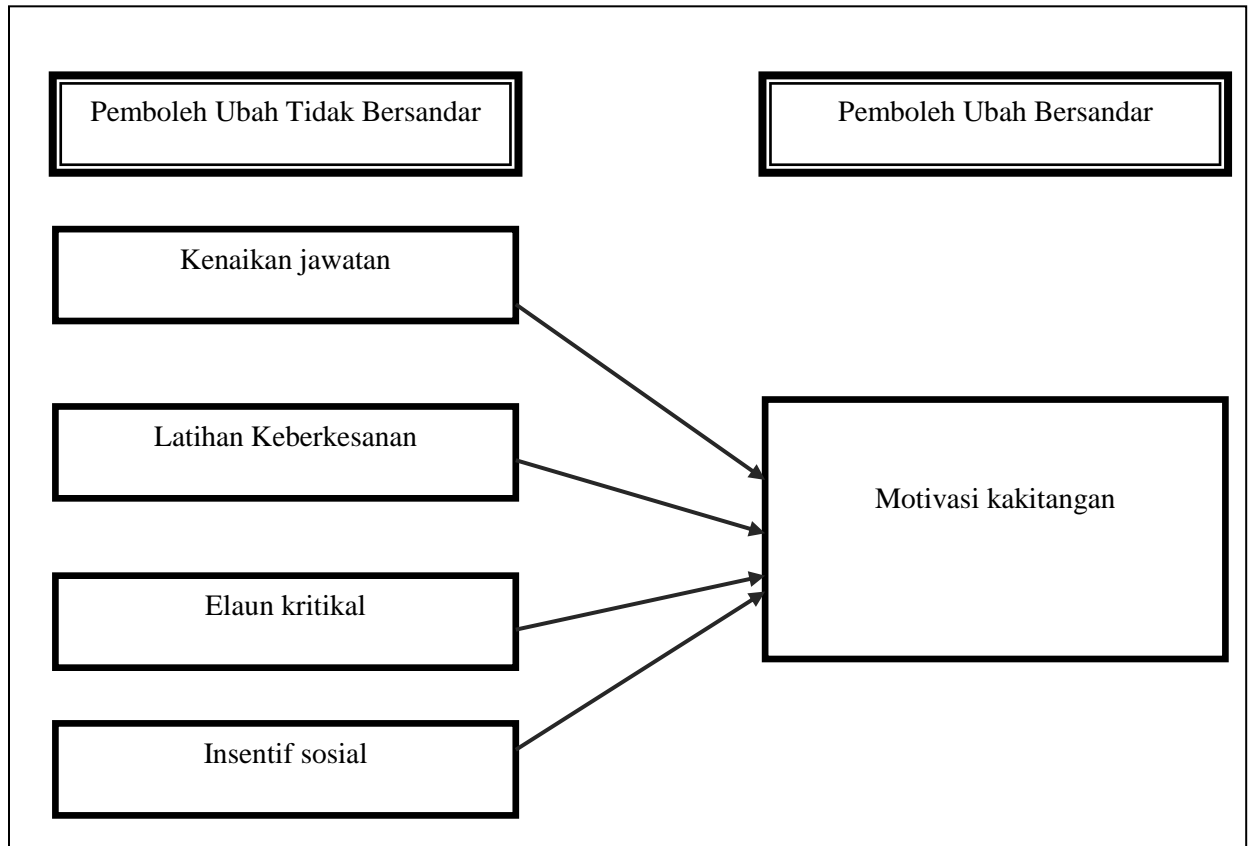 Pemboleh Ubah Tidak Bersandar
Pemboleh Ubah Bersandar
Kenaikan jawatan
Latihan Keberkesanan
Motivasi kakitangan
Elaun kritikal
Insentif sosial